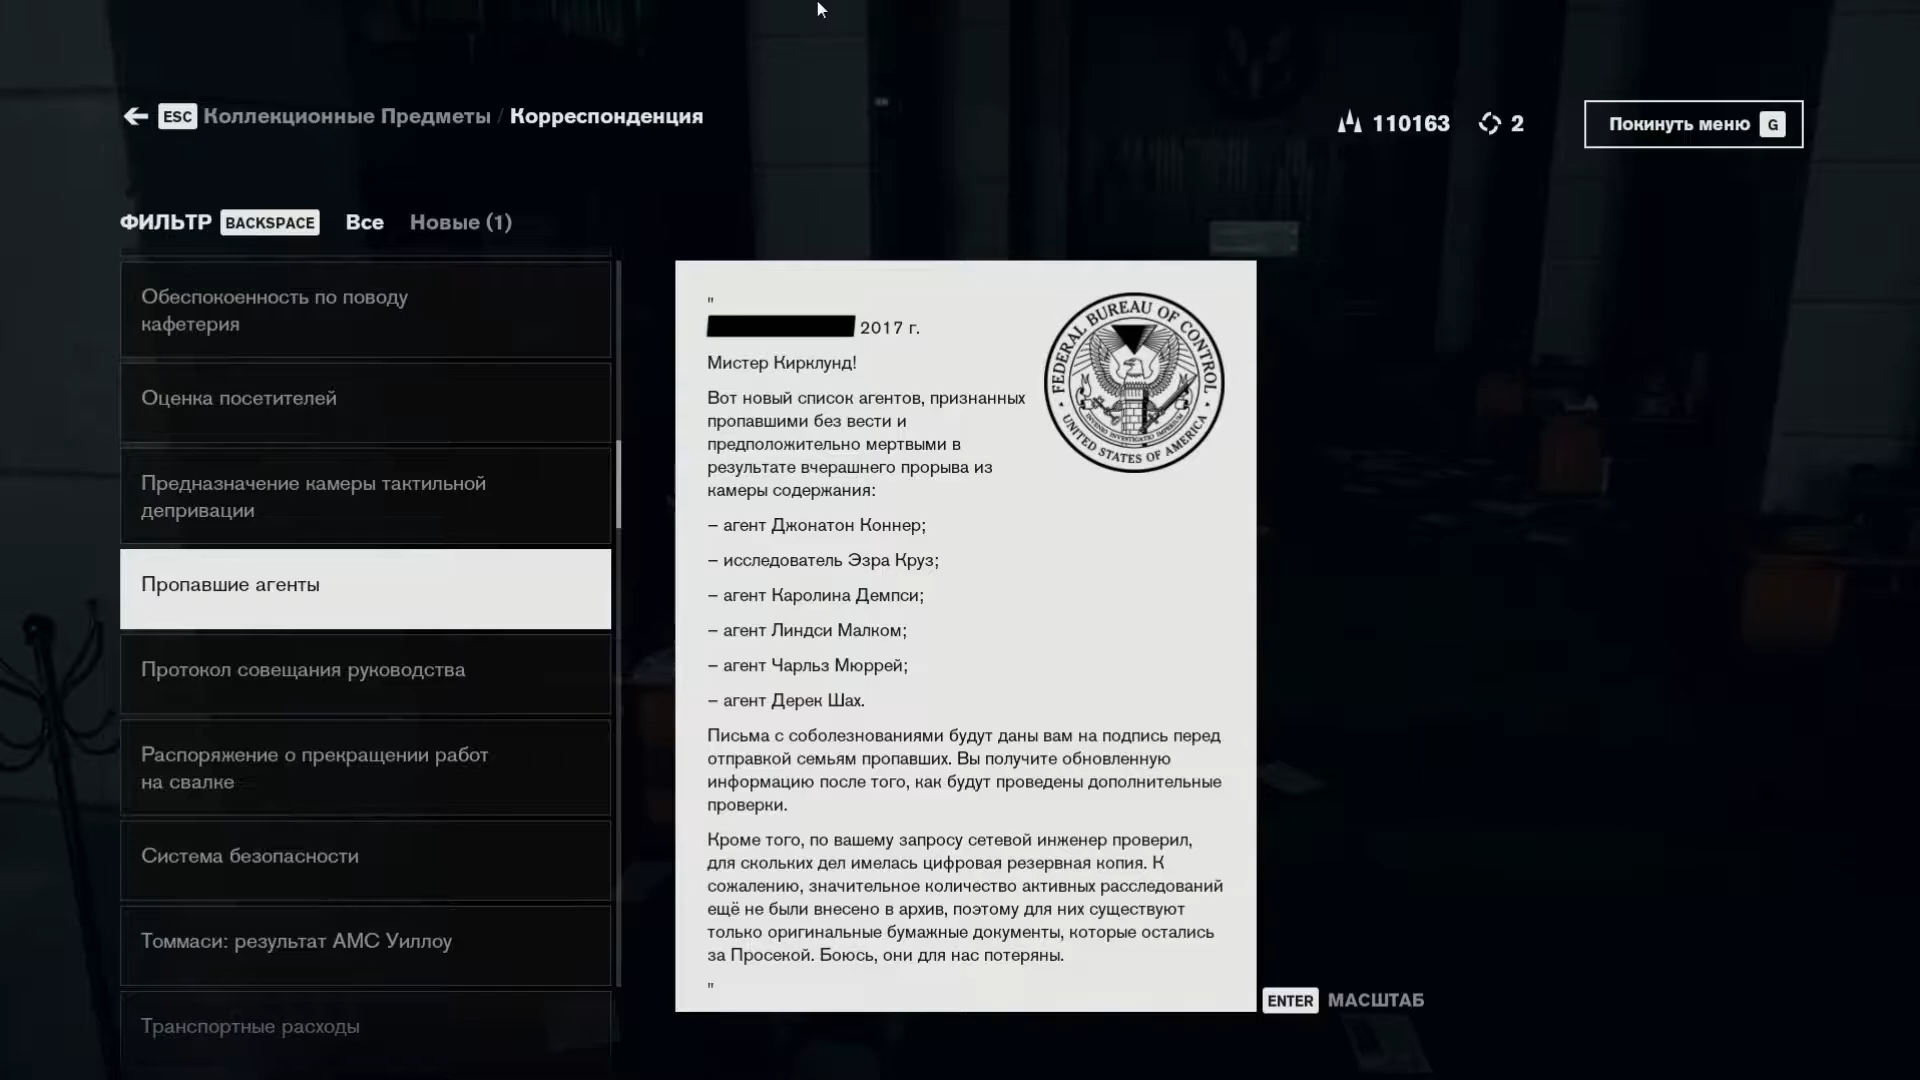 ESC Коллекционные Предметы / Корреспонденция
110163 2
Покинуть меню G
ФИЛЬТР BACKSPACE Все Новые (1)
Обеспокоенность по поводу
кафетерия
Оценка посетителей
Предназначение камеры тактильной
депривации
Пропавшие агенты
Протокол совещания руководства
Распоряжение о прекращении работ
на свалке
Система безопасности
Томмаси: результат АМС Уиллоу
Транспортные расходы
"
2017 г.
Мистер Кирклунд!
Вот новый список агентов, признанных
пропавшими без вести и
предположительно мертвыми в
результате вчерашнего прорыва из
камеры содержания:
– агент Джонатон Коннер;
– исследователь Эзра Круз;
– агент Каролина Демпси;
– агент Линдси Малком;
– агент Чарльз Мюррей;
– агент Дерек Шах.
Письма с соболезнованиями будут даны вам на подпись перед
отправкой семьям пропавших. Вы получите обновленную
информацию после того, как будут проведены дополнительные
проверки.
Кроме того, по вашему запросу сетевой инженер проверил,
для скольких дел имелась цифровая резервная копия. К
сожалению, значительное количество активных расследований
ещё не были внесено в архив, поэтому для них существуют
только оригинальные бумажные документы, которые остались
за Просекой. Боюсь, они для нас потеряны.
"
FEDERAL BUREAU OF CONTROL
UNITED STATES OF AMERICA
ENTER МАСШТАБ